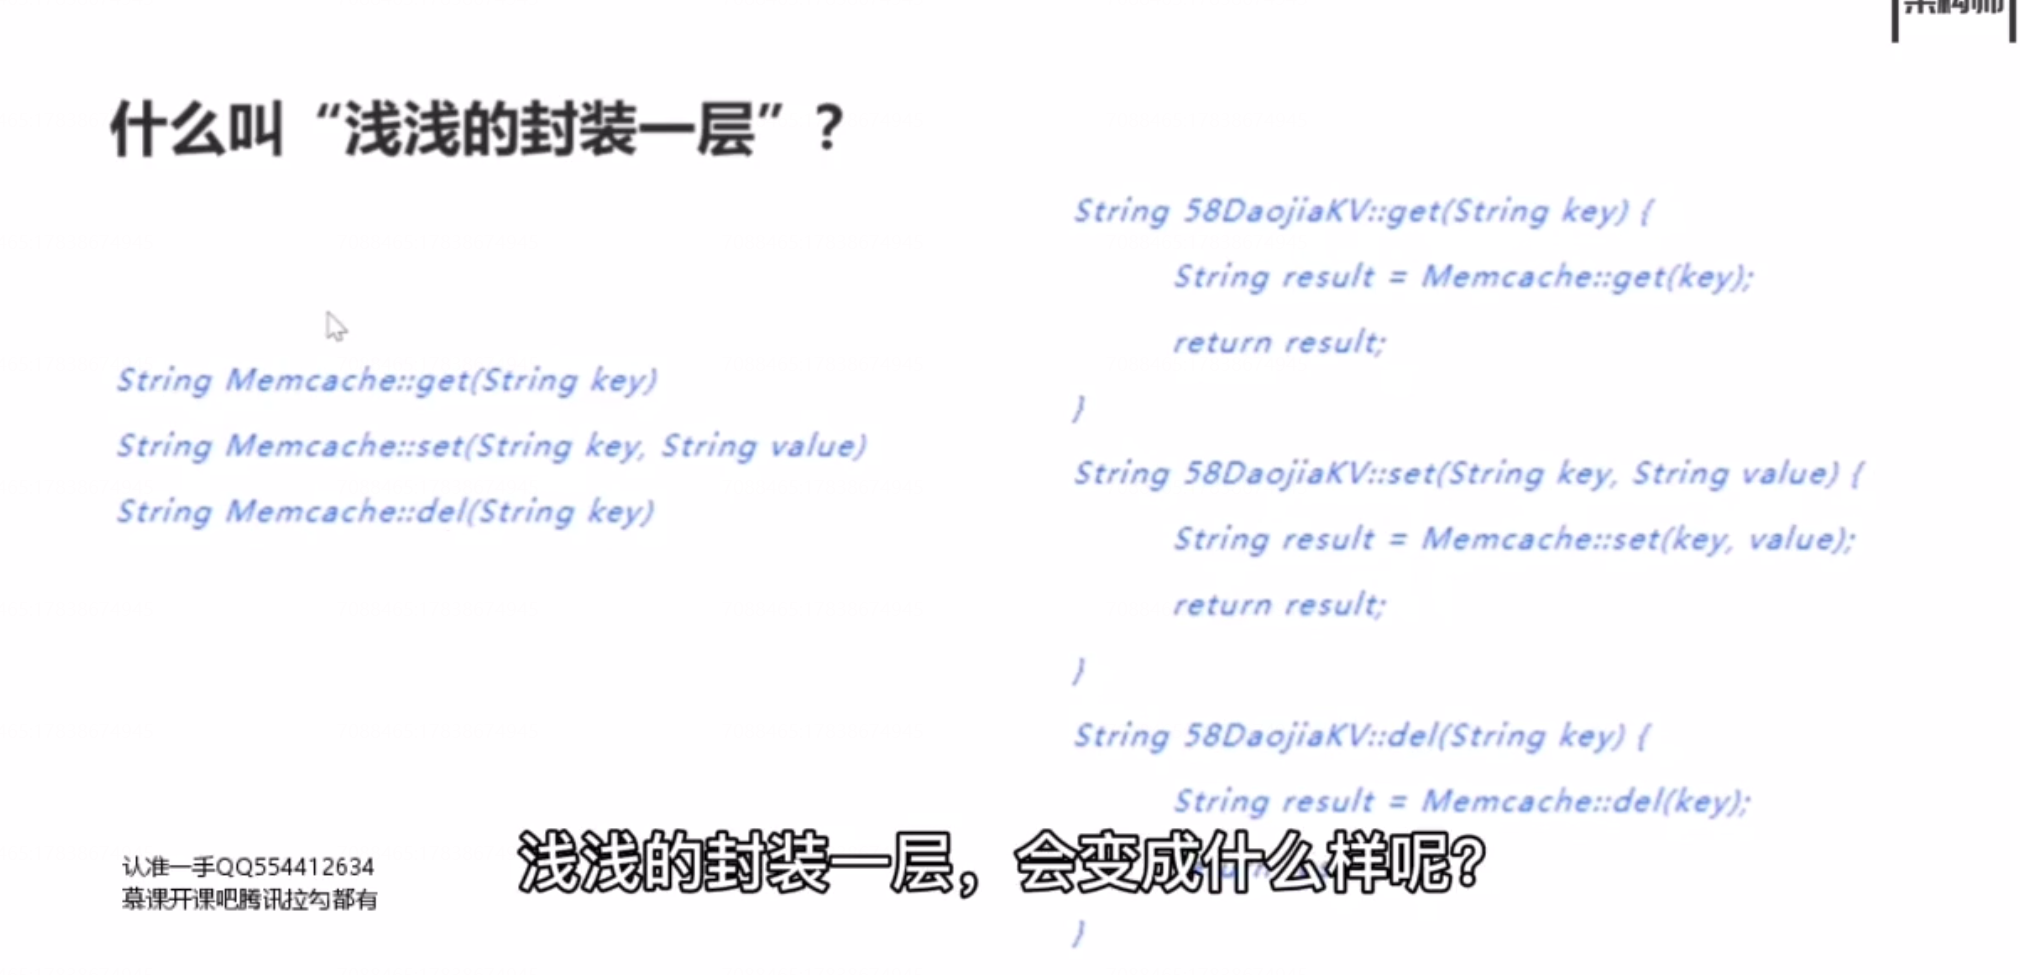 架构师
什么叫“浅浅的封装一层”？
String Memcache::get(String key)
String Memcache::set(String key, String value)
String Memcache::del(String key)
String 58DaojiaKV::get(String key) {
String result = Memcache::get(key);
return result;
}
String 58DaojiaKV::set(String key, String value) {
String result = Memcache::set(key, value);
return result;
}
String 58DaojiaKV::del(String key) {
String result = Memcache::del(key);
}
浅浅的封装一层，会变成什么样呢？
认准一手QQ554412634
慕课开课吧腾讯拉勾都有